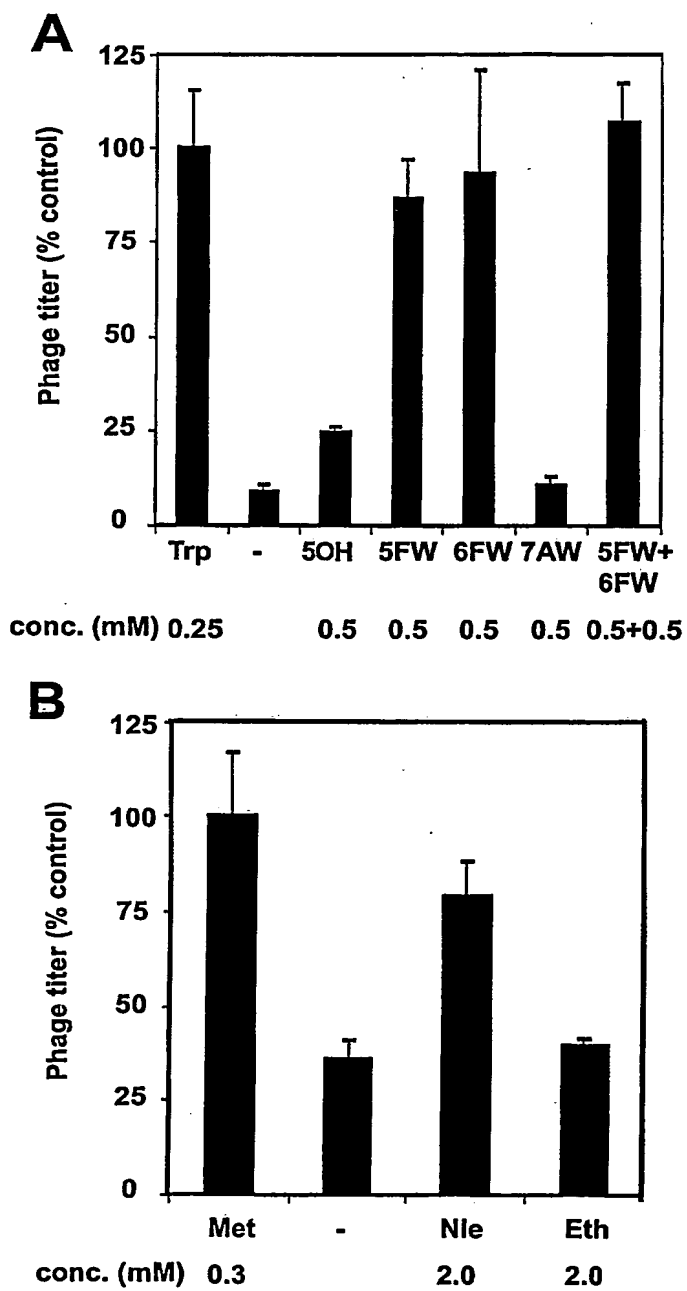 A
Phage titer (% control)
125
100
75
50
25
0
Trp - 5OH 5FW 6FW 7AW 5FW+
6FW
conc. (mM) 0.25 0.5 0.5 0.5 0.5 0.5+0.5
B
Phage titer (% control)
125
100
75
50
25
0
Met - Nle Eth
conc. (mM) 0.3 2.0 2.0